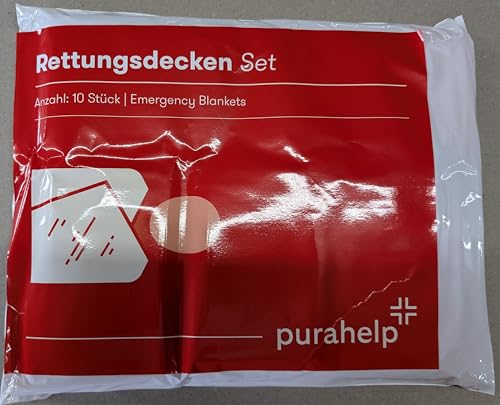 Rettungsdecken Set
Anzahl: 10 Stück | Emergency Blankets
purahelp